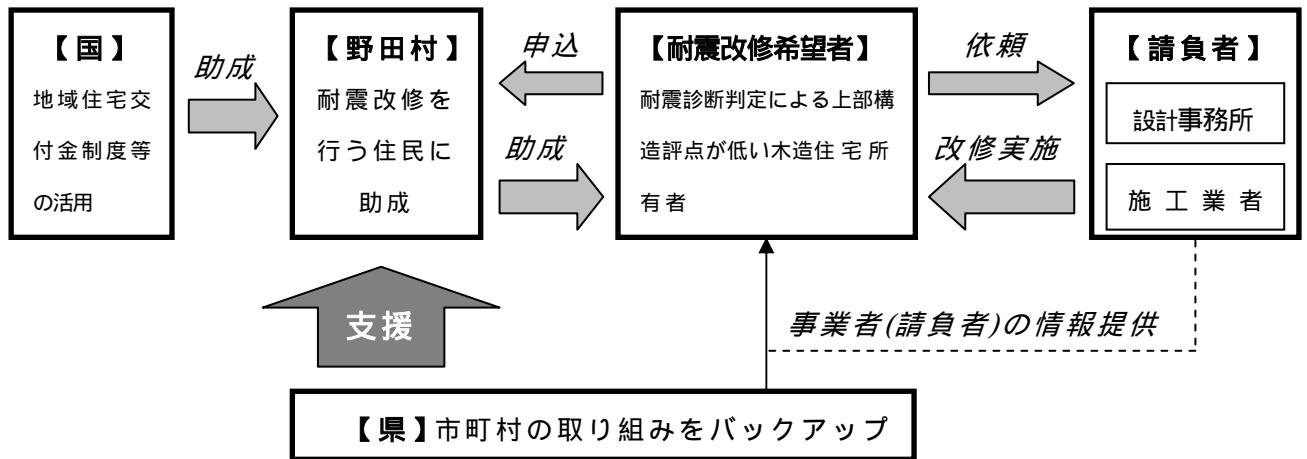 【国】
地域住宅交
付金制度等
の活用
助成
【野田村】
耐震改修を
行う住民に
助成
申込
助成
【耐震改修希望者】
耐震診断判定による上部構
造評点が低い木造住宅所
有者
依頼
改修実施
【請負者】
設計事務所
施工業者
支援
事業者(請負者)の情報提供
【県】市町村の取り組みをバックアップ